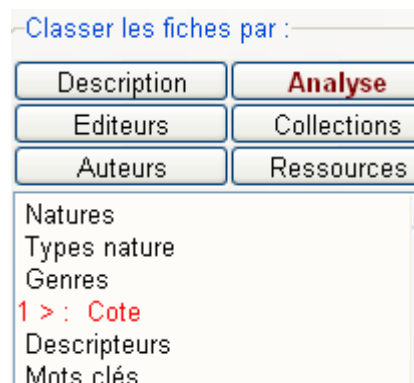 Classer les fiches par :
Description Analyse
Editeurs Collections
Auteurs Ressources
Natures
Types nature
Genres
1 > : Cote
Descripteurs
Mots clés